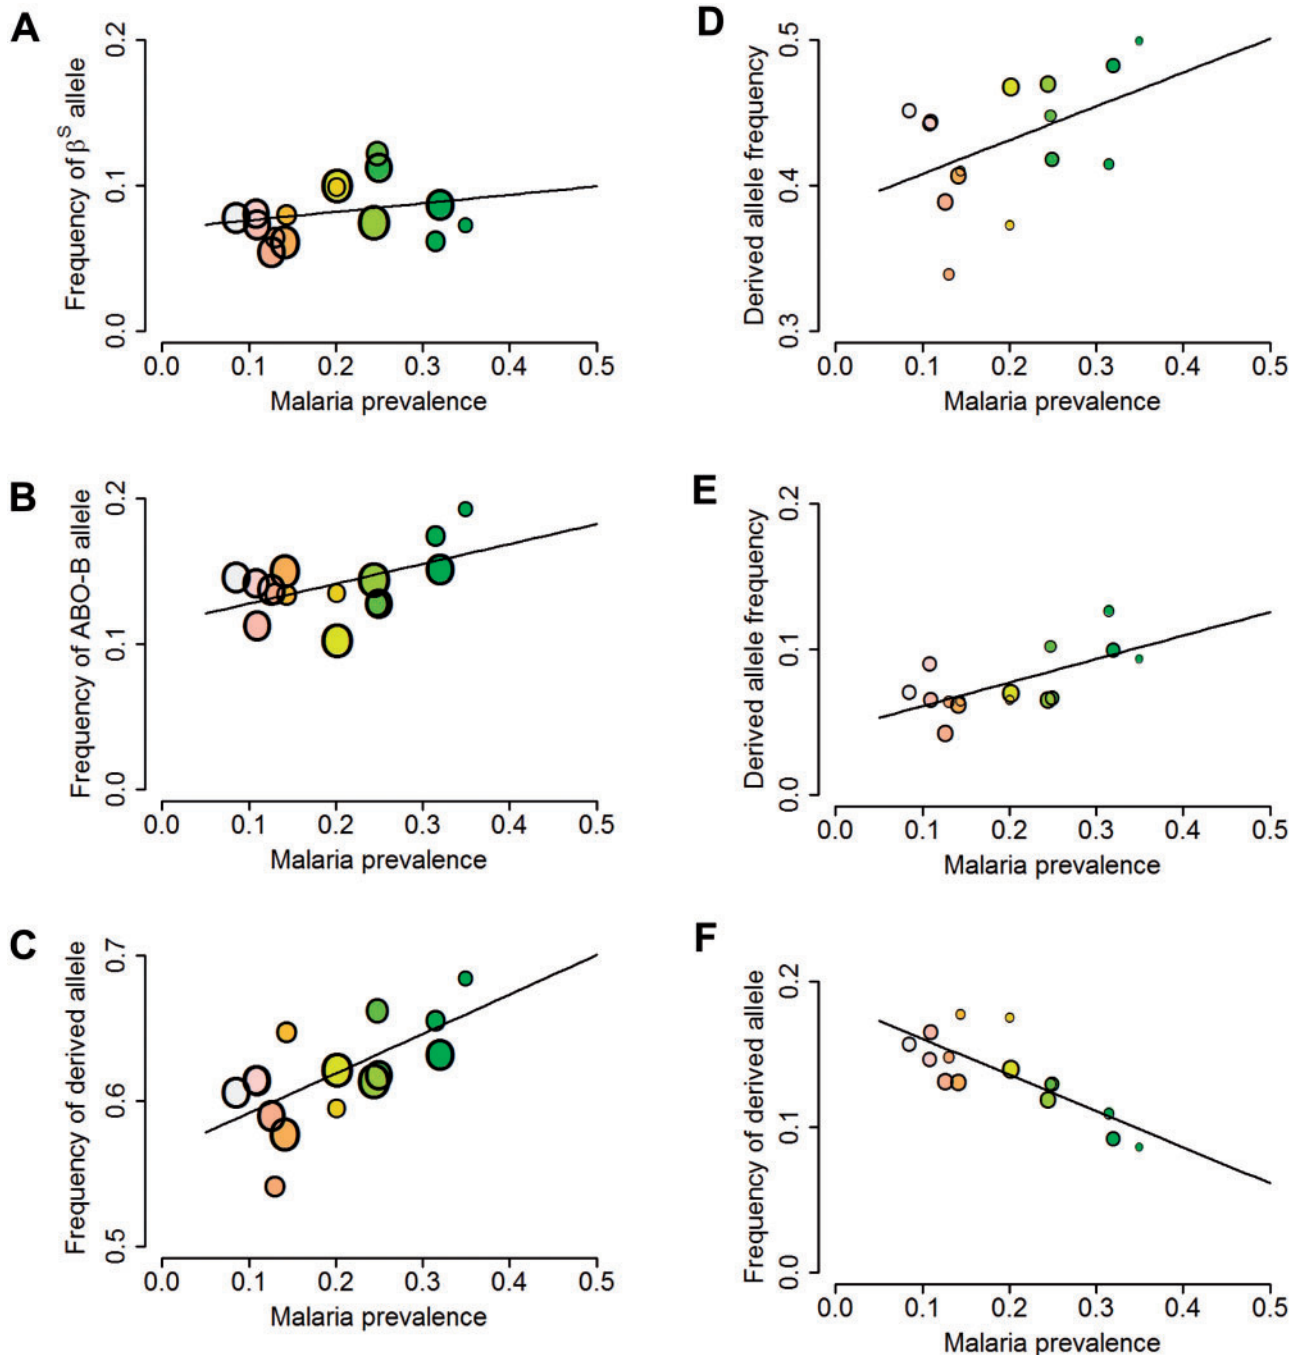 A
Frequency of βS allele
0.2
0.1
0.0
0.0 0.1 0.2 0.3 0.4 0.5
Malaria prevalence
B
Frequency of ABO-B allele
0.2
0.1
0.0
0.0 0.1 0.2 0.3 0.4 0.5
Malaria prevalence
C
Frequency of derived allele
0.7
0.6
0.5
0.0 0.1 0.2 0.3 0.4 0.5
Malaria prevalence
D
Derived allele frequency
0.5
0.4
0.3
0.0 0.1 0.2 0.3 0.4 0.5
Malaria prevalence
E
Derived allele frequency
0.2
0.1
0.0
0.0 0.1 0.2 0.3 0.4 0.5
Malaria prevalence
F
Frequency of derived allele
0.2
0.1
0.0
0.0 0.1 0.2 0.3 0.4 0.5
Malaria prevalence